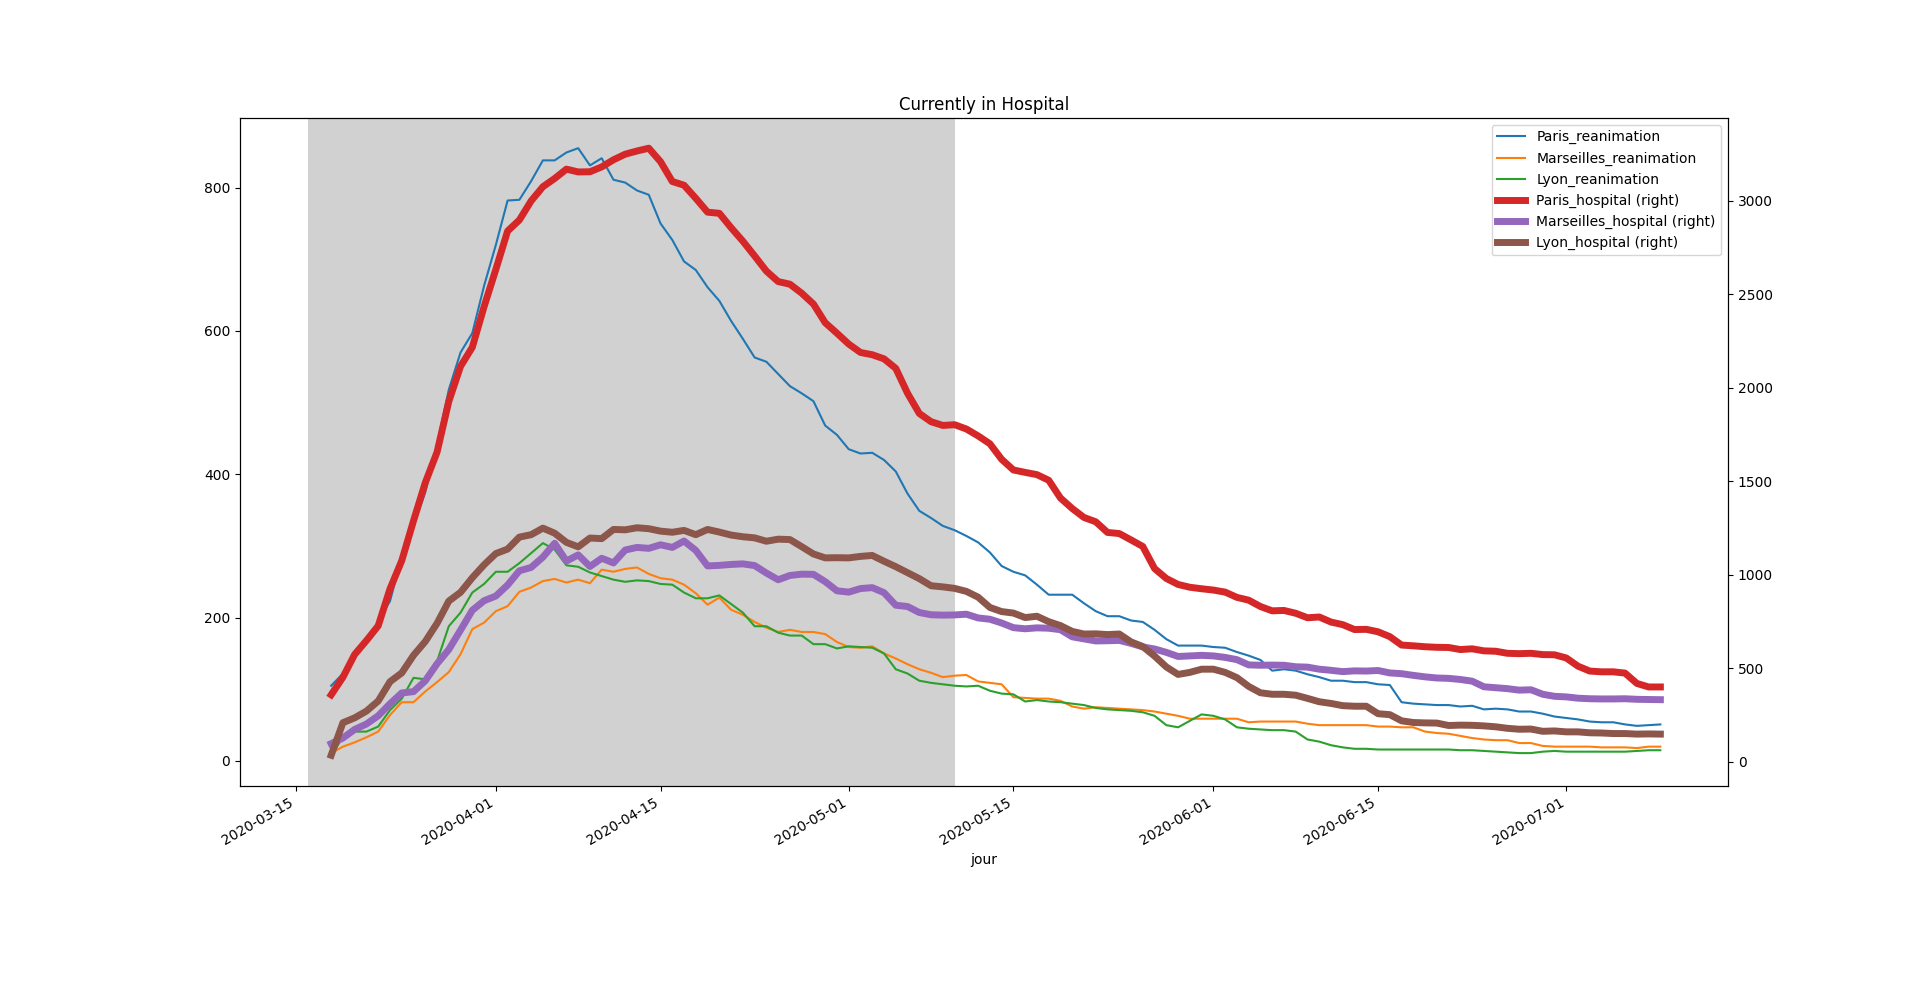 Currently in Hospital
Paris_reanimation
Marseilles_reanimation
Lyon_reanimation
Paris_hospital (right)
Marseilles_hospital (right)
Lyon_hospital (right)
800
600
400
200
0
3000
2500
2000
1500
1000
500
0
2020-03-15
2020-04-01
2020-04-15
2020-05-01
2020-05-15
2020-06-01
2020-06-15
2020-07-01
jour